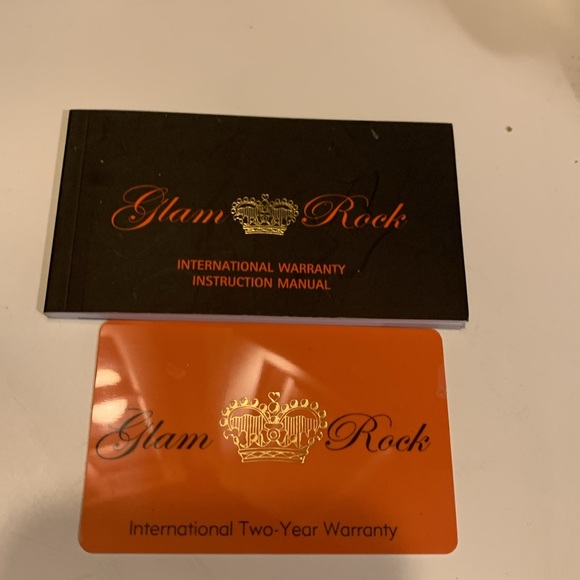 Glam Rock
INTERNATIONAL WARRANTY
INSTRUCTION MANUAL
Glam Rock
International Two-Year Warranty